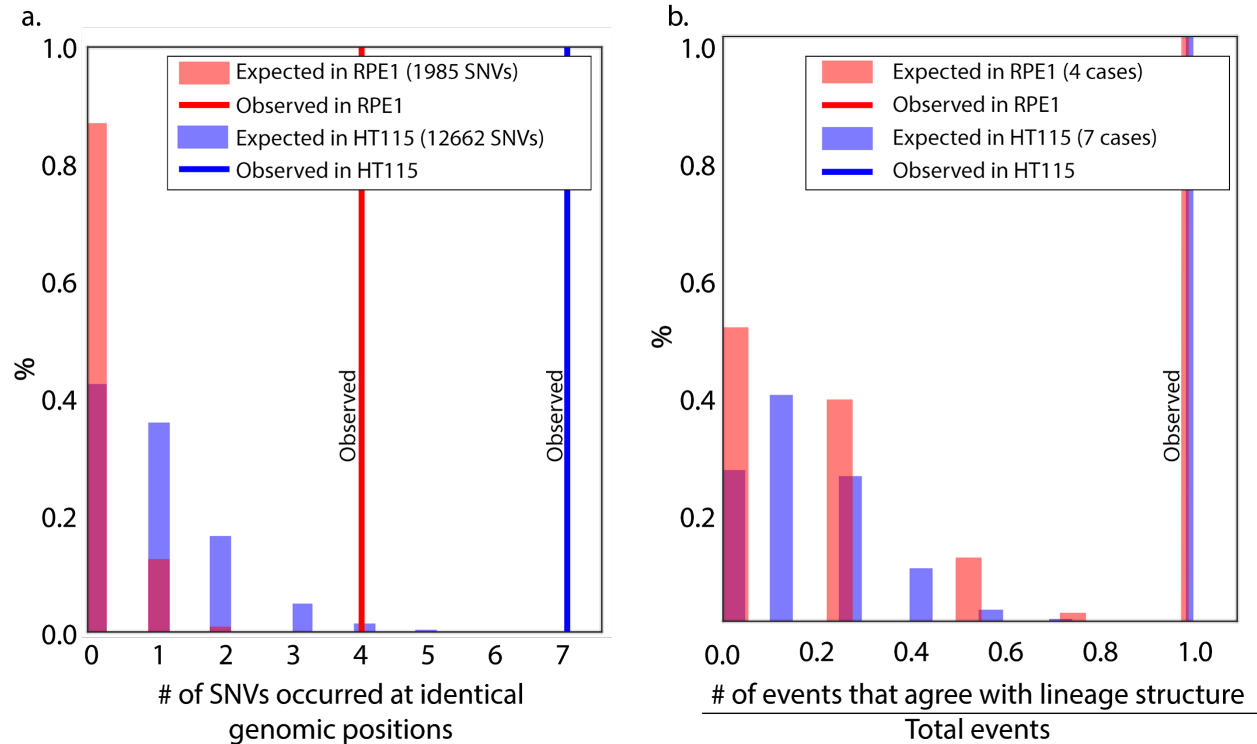 a.
1.0
0.8
0.6
0.4
0.2
0.0
%
Expected in RPE1 (1985 SNVs)
Observed in RPE1
Expected in HT115 (12662 SNVs)
Observed in HT115
Observed
Observed
0 1 2 3 4 5 6 7
# of SNVs occurred at identical
genomic positions
b.
1.0
0.8
0.6
0.4
0.2
%
Expected in RPE1 (4 cases)
Observed in RPE1
Expected in HT115 (7 cases)
Observed in HT115
Observed
0.0 0.2 0.4 0.6 0.8 1.0
# of events that agree with lineage structure
Total events